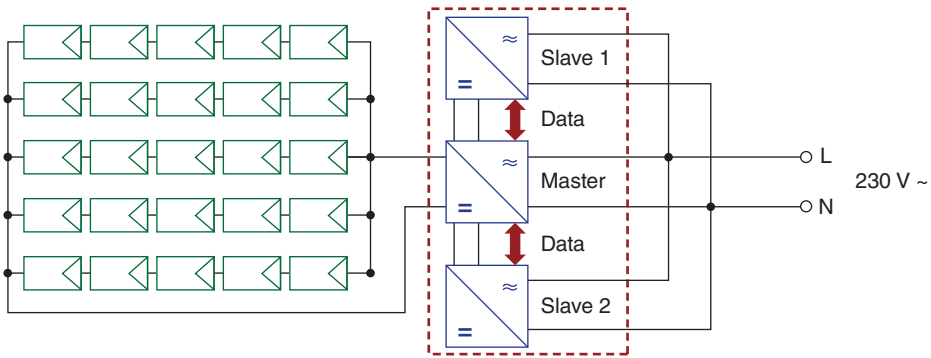 Slave 1
Data
L
Master
230 V ~
N
Data
Slave 2